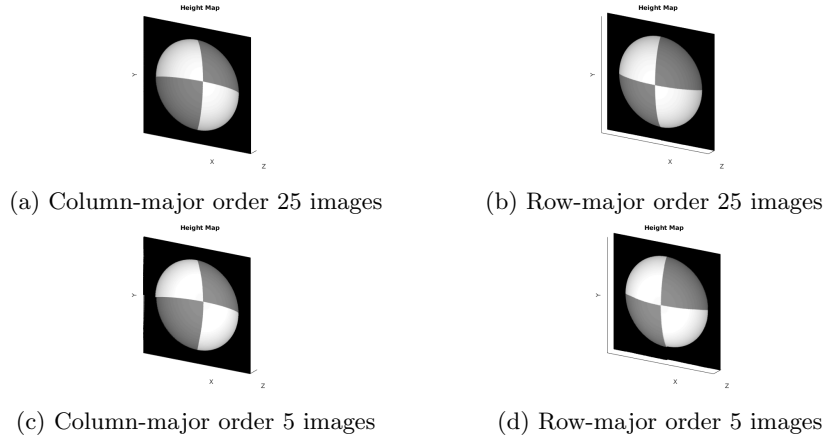 Height Map
Y
X
Z
(a) Column-major order 25 images
Height Map
Y
X
Z
(b) Row-major order 25 images
Height Map
Y
X
Z
(c) Column-major order 5 images
Height Map
Y
X
Z
(d) Row-major order 5 images